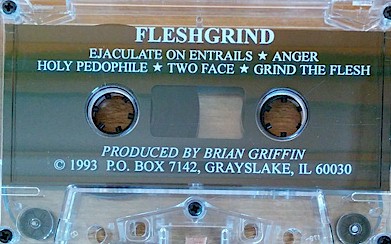 FLESHGRIND
EJACULATE ON ENTRAILS ★ ANGER
HOLY PEDOPHILE ★ TWO FACE ★ GRIND THE FLESH
PRODUCED BY BRIAN GRIFFIN
© 1993 P.O. BOX 7142, GRAYSLAKE, IL 60030